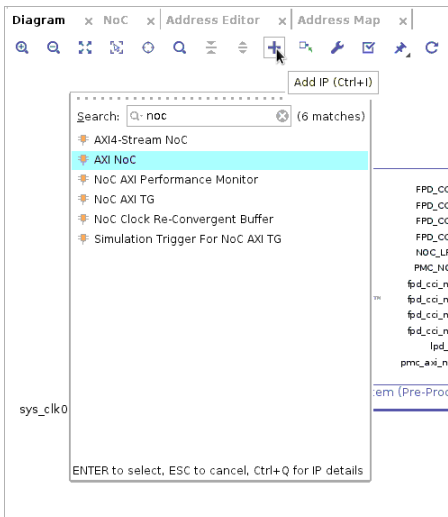 Diagram × NoC × Address Editor × Address Map ×
Add IP (Ctrl+I)
Search: noc (6 matches)
AXI4-Stream NoC
AXI NoC
NoC AXI Performance Monitor
NoC AXI TG
NoC Clock Re-Convergent Buffer
Simulation Trigger For NoC AXI TG
FPD_CC
FPD_CC
FPD_CC
FPD_CC
NOC_LP
PMC_NO
fpd_cci_n
™ fpd_cci_n
fpd_cci_n
fpd_cci_n
lpd_
pmc_axi_n
em (Pre-Proc
sys_clk0
ENTER to select, ESC to cancel, Ctrl+Q for IP details